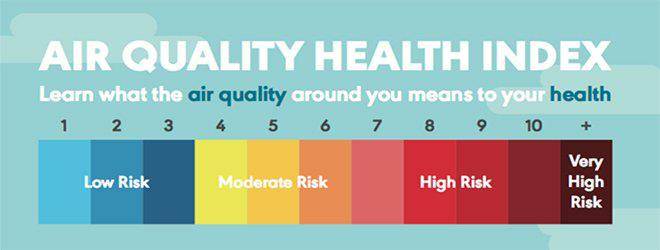 AIR QUALITY HEALTH INDEX
Learn what the air quality around you means to your health
1 2 3 4 5 6 7 8 9 10 +
Low Risk Moderate Risk High Risk Very High Risk